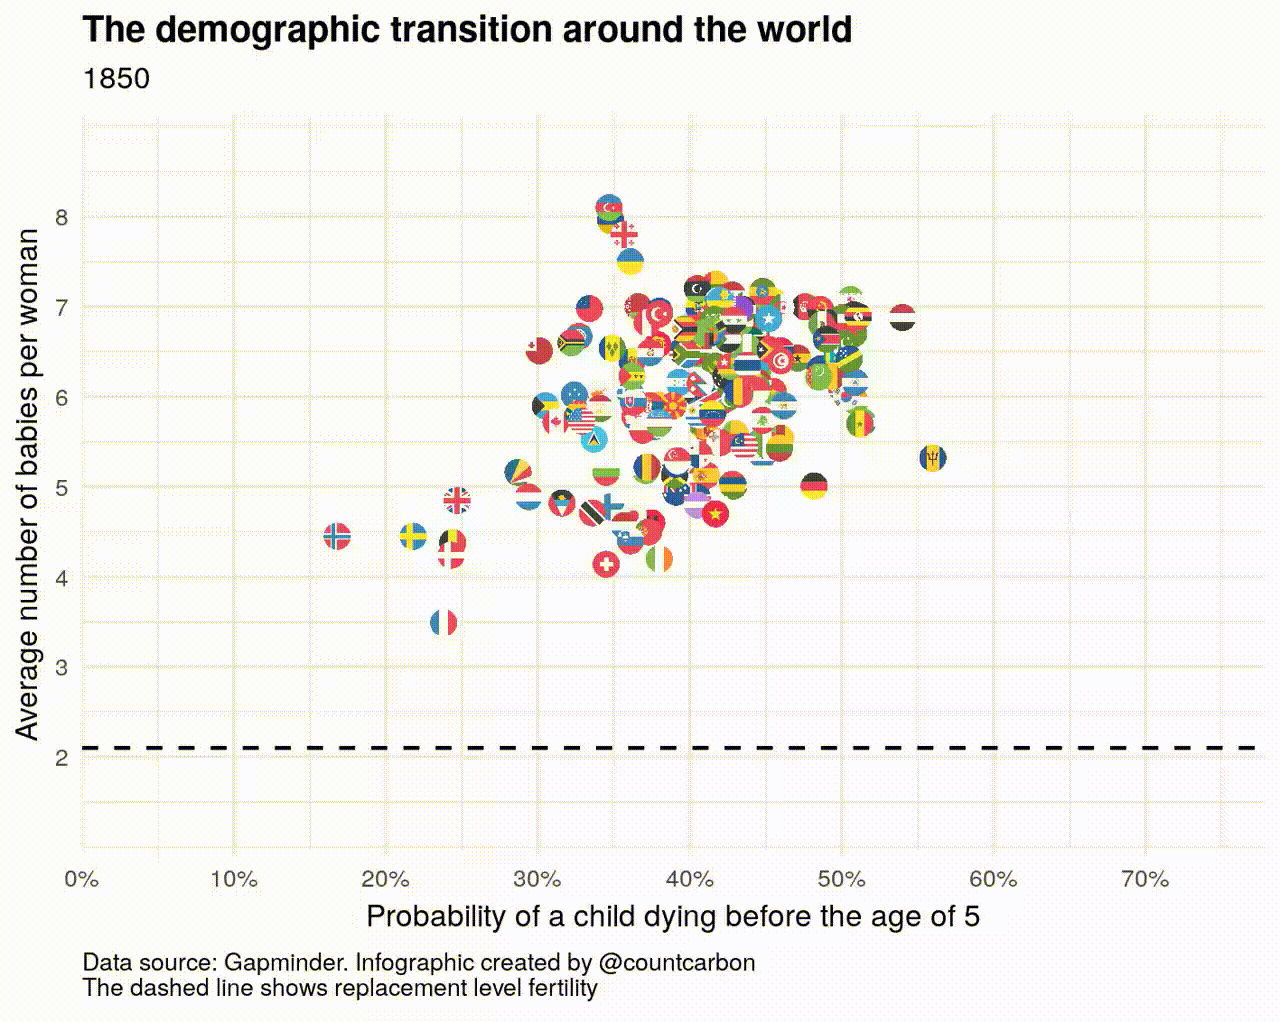 The demographic transition around the world
1850
Average number of babies per woman
8
7
6
5
4
3
2
0% 10% 20% 30% 40% 50% 60% 70%
Probability of a child dying before the age of 5
Data source: Gapminder. Infographic created by @countcarbon
The dashed line shows replacement level fertility